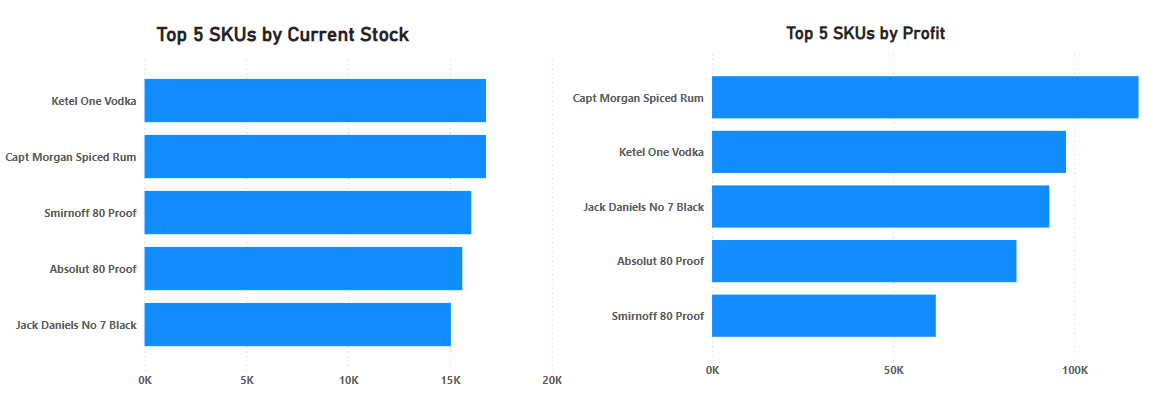 Top 5 SKUs by Current Stock
Ketel One Vodka
Capt Morgan Spiced Rum
Smirnoff 80 Proof
Absolut 80 Proof
Jack Daniels No 7 Black
0K 5K 10K 15K 20K
Top 5 SKUs by Profit
Capt Morgan Spiced Rum
Ketel One Vodka
Jack Daniels No 7 Black
Absolut 80 Proof
Smirnoff 80 Proof
0K 50K 100K